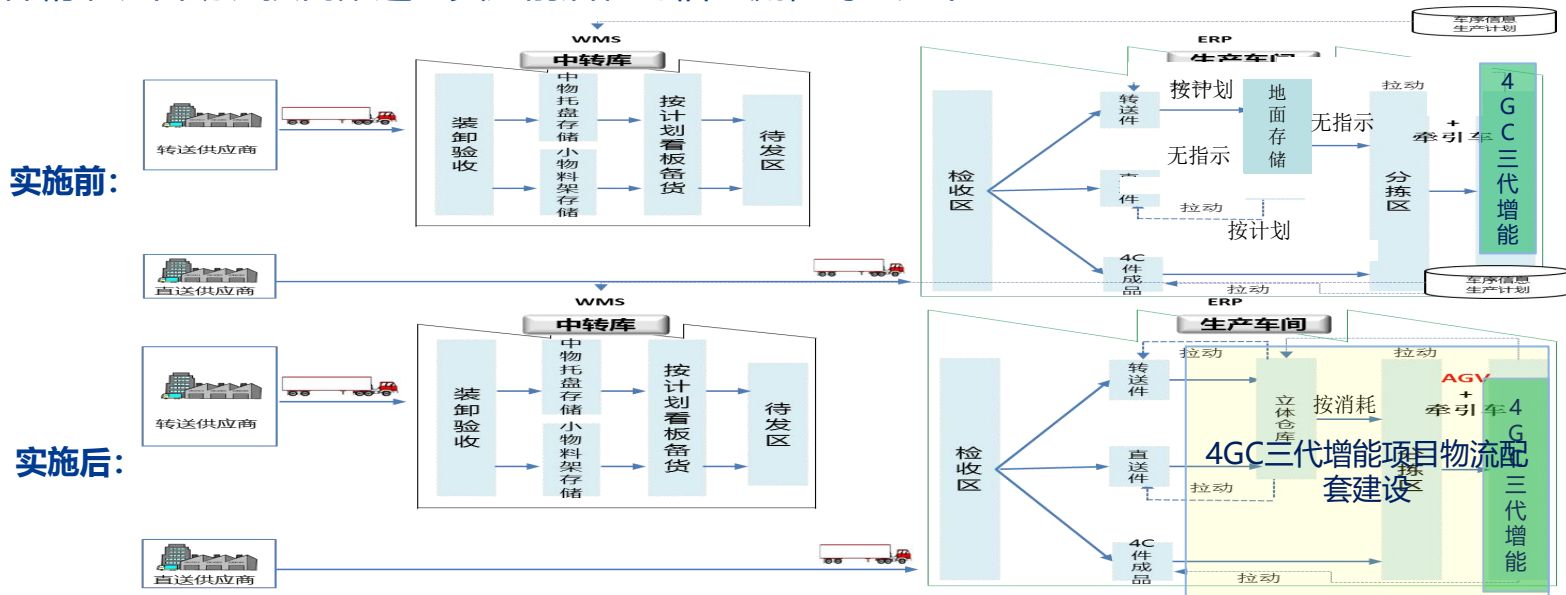 车序信息
生产计划
WMS
ERP
中转库
生产车间
转送供应商
装卸验收
中物托盘存储
小物料架存储
按计划看板备货
待发区
实施前：
检收区
转送件
按钟划
地面存储
无指示
无指示
拉动
+
牵引车
4GC三代增能
件
拉动
按计划
分拣区
4C件成品
拉动
直送供应商
车序信息
生产计划
WMS
ERP
中转库
生产车间
转送供应商
装卸验收
中物托盘存储
小物料架存储
按计划看板备货
待发区
实施后：
检收区
转送件
拉动
拉动
立体仓库
按消耗
AGV
+
牵引车
4GC三代增能
直送件
拉动
4GC三代增能项目物流配
套建设
拣区
4C件成品
拉动
直送供应商